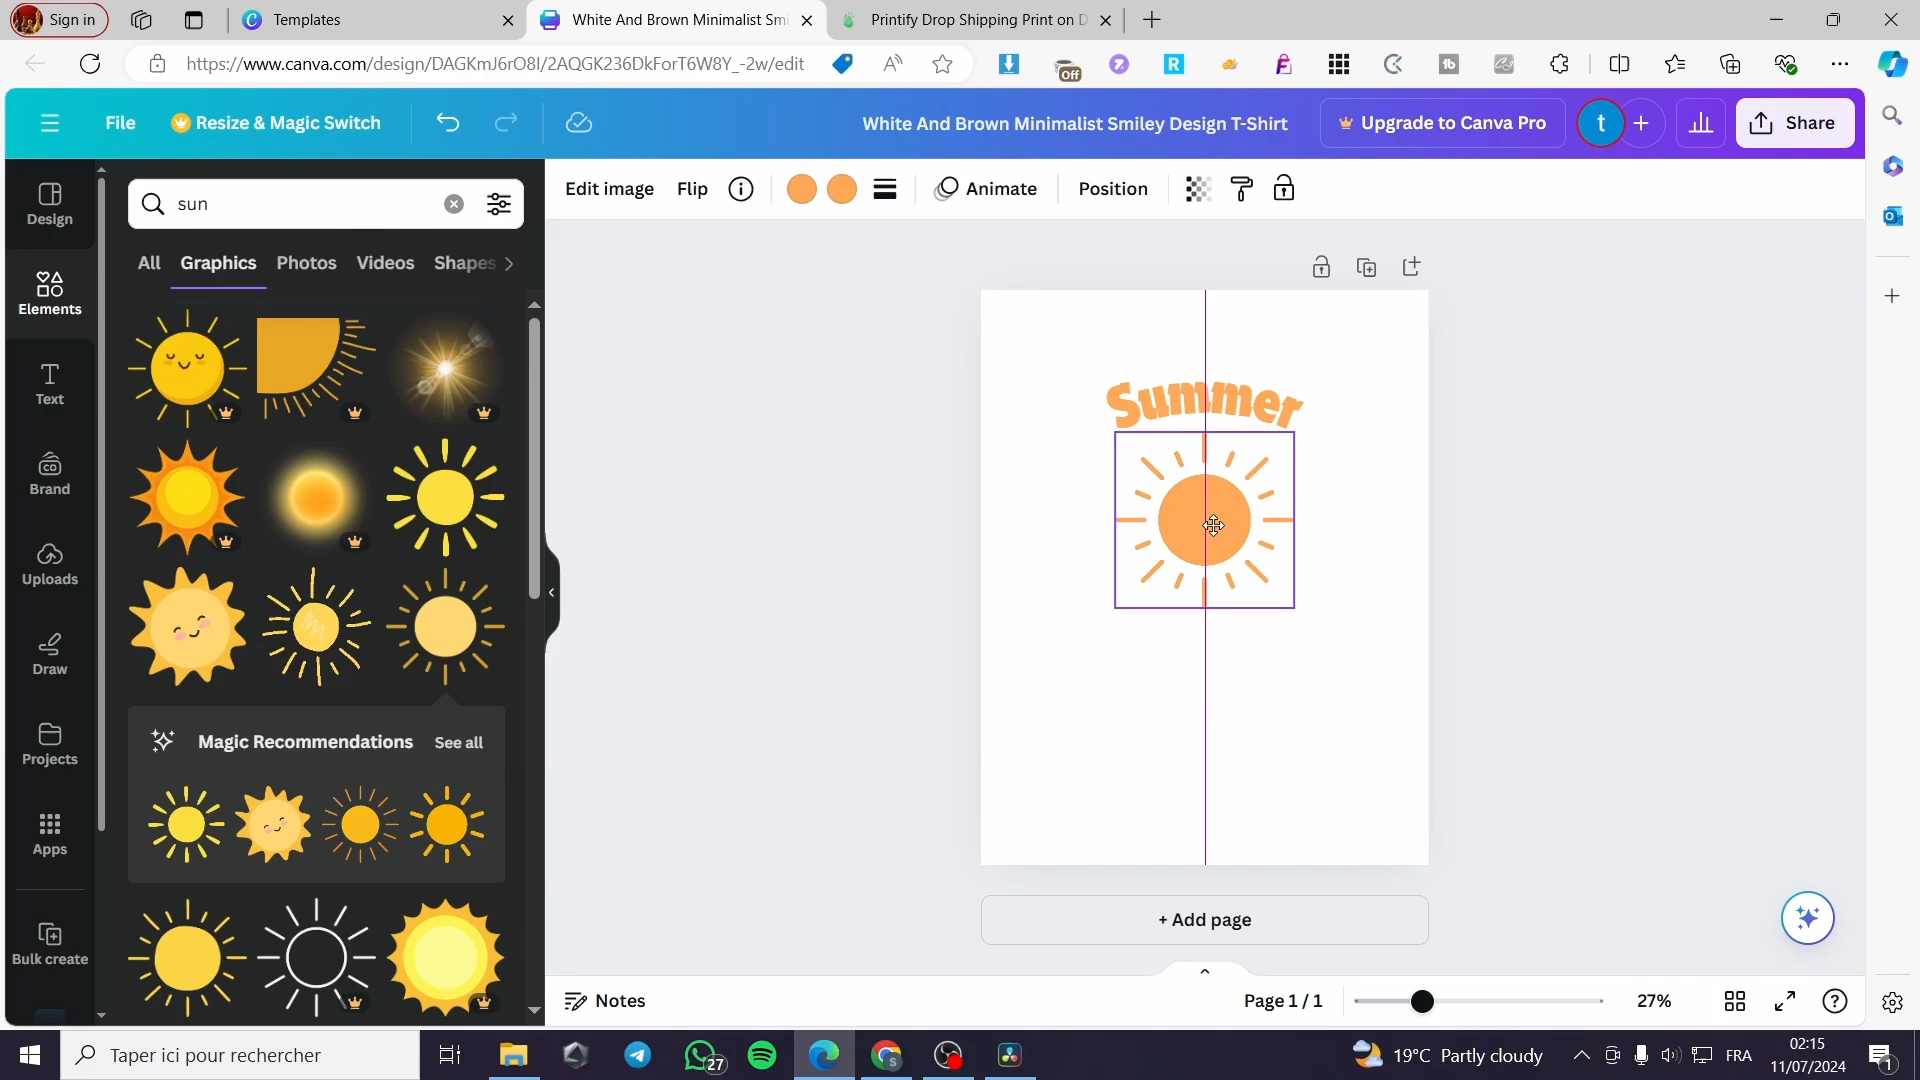 Sign in
Templates
White And Brown Minimalist Smi
Printify Drop Shipping Print on D
https://www.canva.com/design/DAGKmJ6rO8I/2AQGK236DkForT6W8Y_-2w/edit
Off
File
Resize & Magic Switch
White And Brown Minimalist Smiley Design T-Shirt
Upgrade to Canva Pro
t
Share
Design
Elements
Text
Brand
Uploads
Draw
Projects
Apps
Bulk create
sun
All
Graphics
Photos
Videos
Shapes
Magic Recommendations
See all
Edit image
Flip
Animate
Position
Summer
+ Add page
Notes
Page 1 / 1
27%
Taper ici pour rechercher
27
19°C Partly cloudy
FRA
02:15
11/07/2024
1